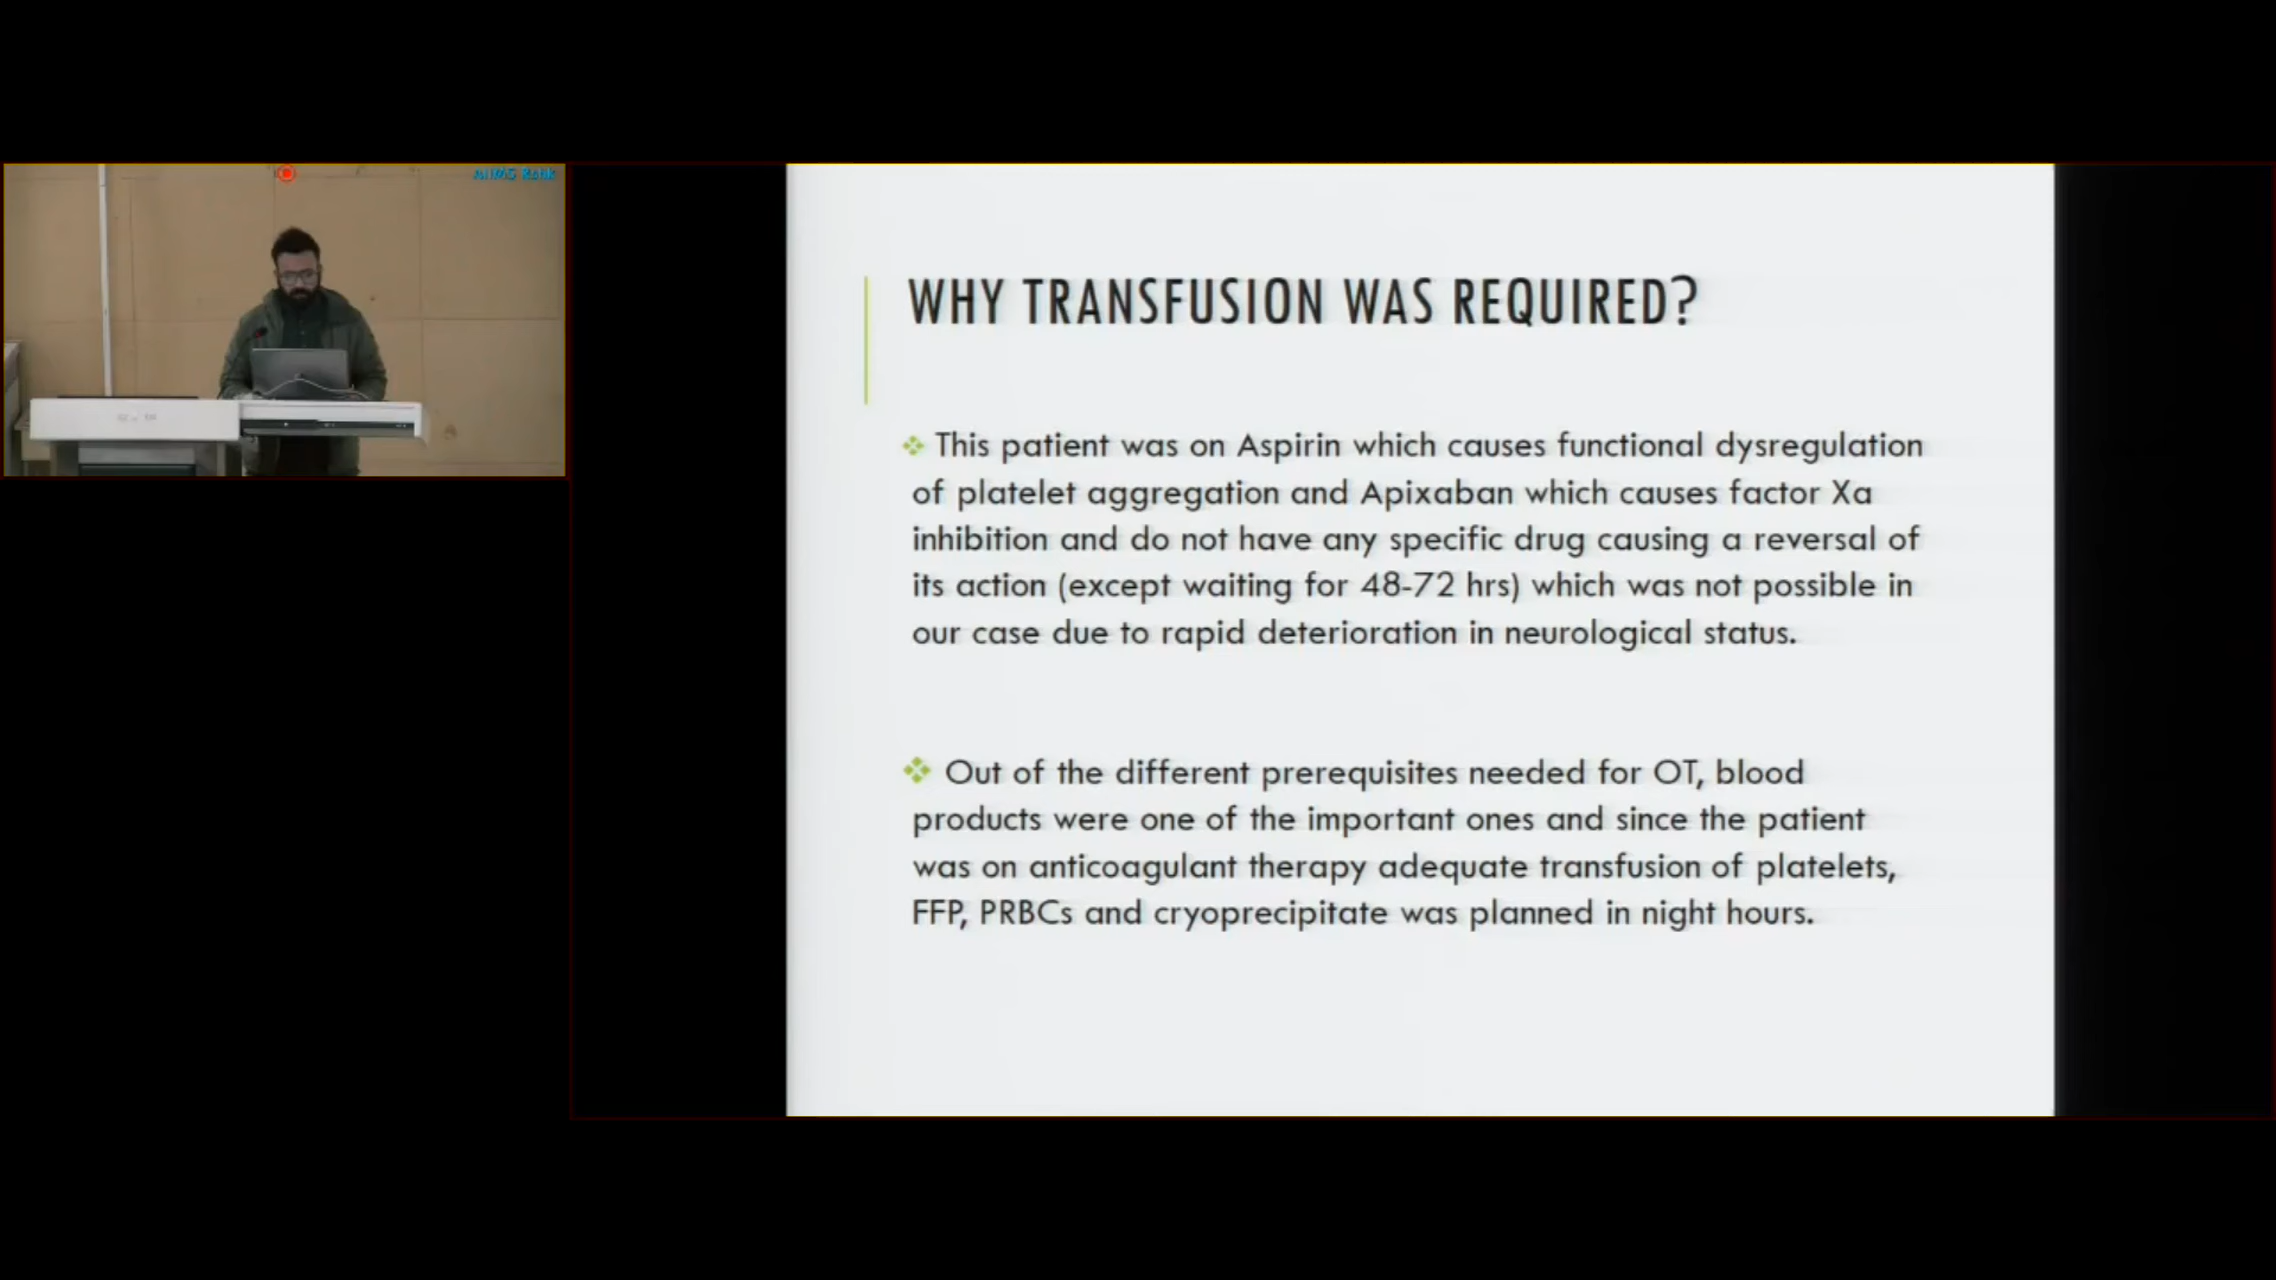 WHY TRANSFUSION WAS REQUIRED?
This patient was on Aspirin which causes functional dysregulation
of platelet aggregation and Apixaban which causes factor Xa
inhibition and do not have any specific drug causing a reversal of
its action (except waiting for 48-72 hrs) which was not possible in
our case due to rapid deterioration in neurological status.
Out of the different prerequisites needed for OT, blood
products were one of the important ones and since the patient
was on anticoagulant therapy adequate transfusion of platelets,
FFP, PRBCs and cryoprecipitate was planned in night hours.